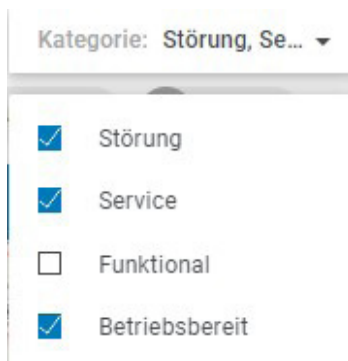 Kategorie: Störung, Se...
Störung
Service
Funktional
Betriebsbereit